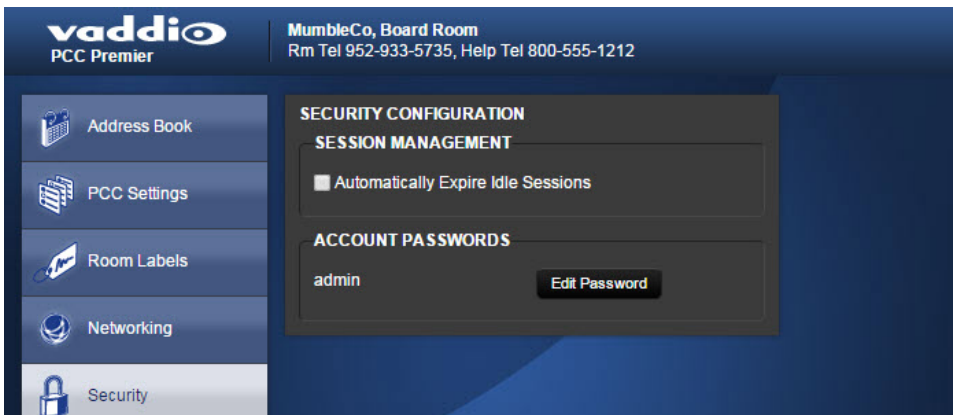 vaddio
PCC Premier
MumbleCo, Board Room
Rm Tel 952-933-5735, Help Tel 800-555-1212
Address Book
PCC Settings
Room Labels
Networking
Security
SECURITY CONFIGURATION
SESSION MANAGEMENT
Automatically Expire Idle Sessions
ACCOUNT PASSWORDS
admin Edit Password